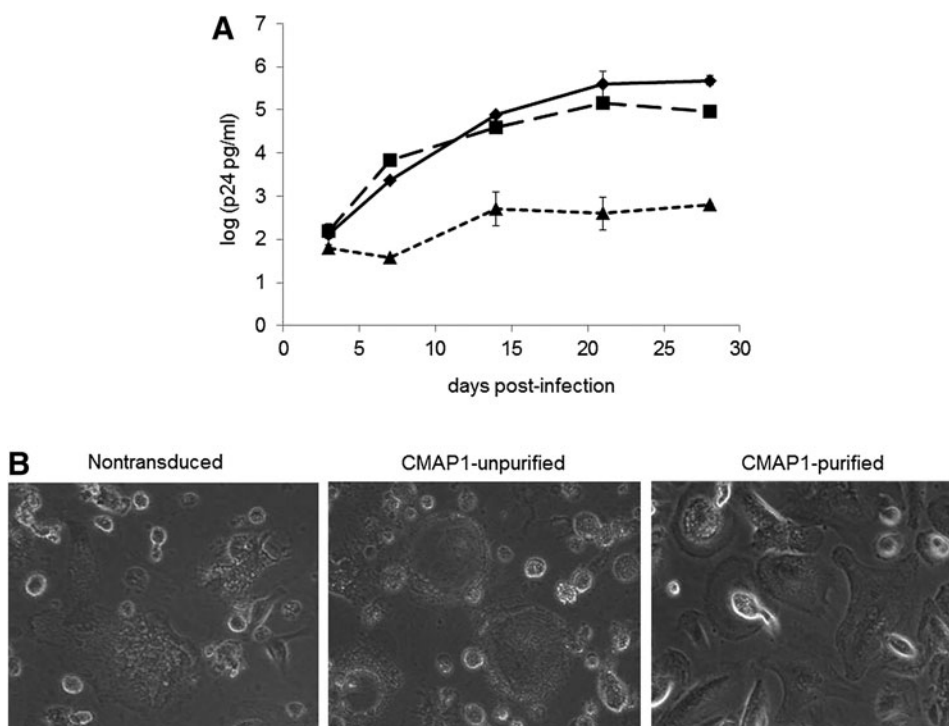 A
7
6
5
4
3
2
1
0
log (p24 pg/ml)
0 5 10 15 20 25 30
days post-infection
B
Nontransduced CMAP1-unpurified CMAP1-purified